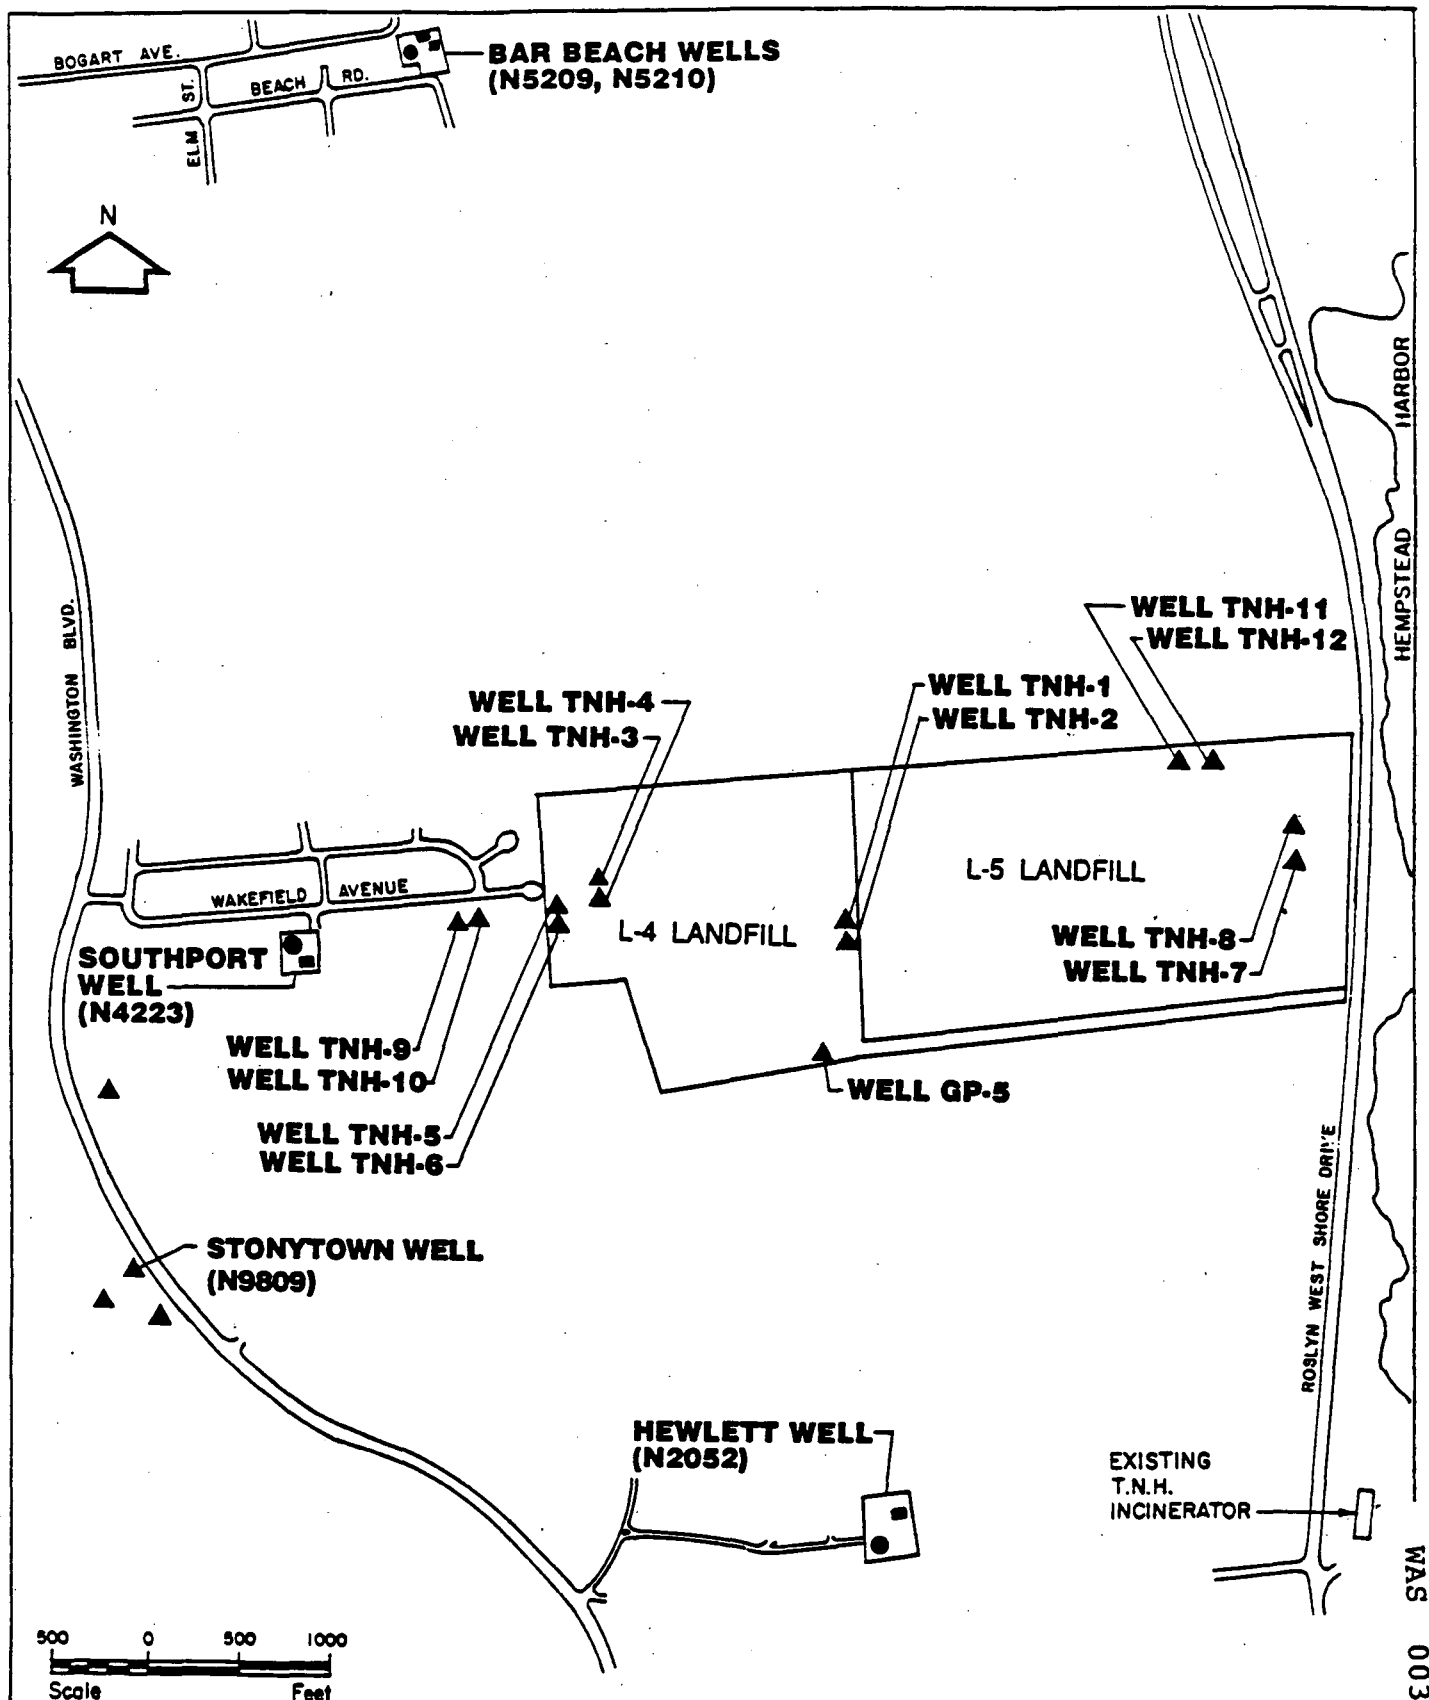 BOGART AVE.
ELM ST.
BEACH RD.
BAR BEACH WELLS
(N5209, N5210)
N
HEMPSTEAD HARBOR
WASHINGTON BLVD.
WELL TNH-11
WELL TNH-12
WELL TNH-1
WELL TNH-2
WELL TNH-4
WELL TNH-3
WAKEFIELD AVENUE
L-5 LANDFILL
L-4 LANDFILL
WELL TNH-8
WELL TNH-7
SOUTHPORT
WELL
(N4223)
WELL TNH-9
WELL TNH-10
WELL GP-5
WELL TNH-5
WELL TNH-6
ROSLYN WEST SHORE DRIVE
STONYTOWN WELL
(N9809)
HEWLETT WELL
(N2052)
EXISTING
T.N.H.
INCINERATOR
500 0 500 1000
Scale Feet
WAS 003